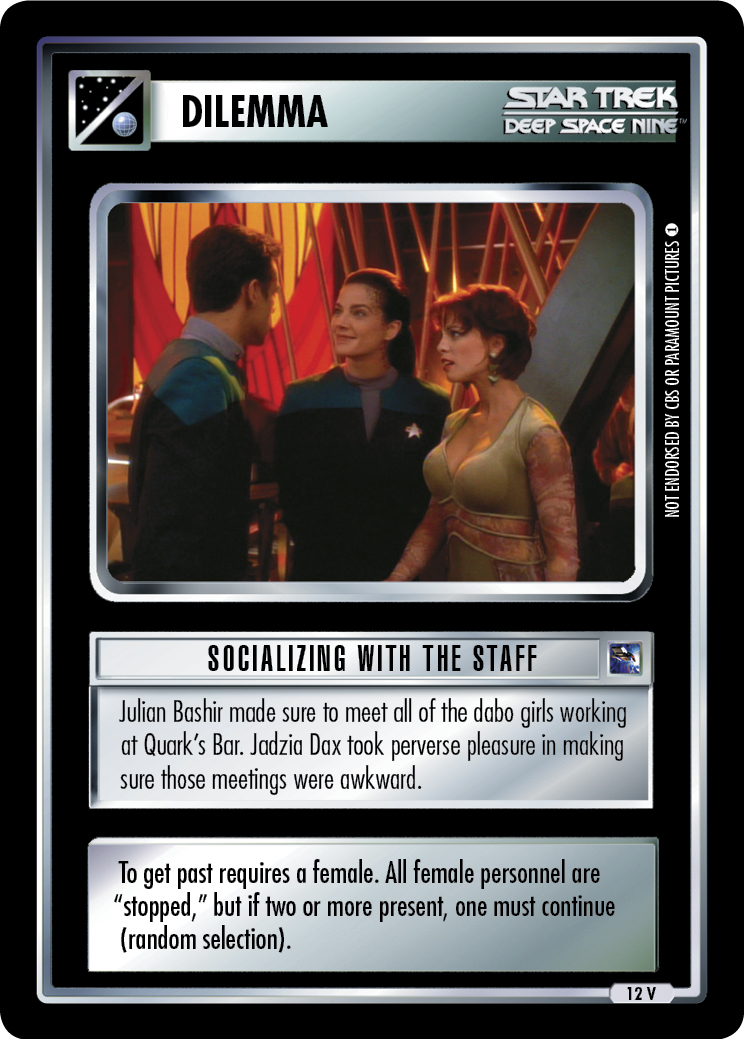 DILEMMA
STAR TREK
DEEP SPACE NINE™
NOT ENDORSED BY CBS OR PARAMOUNT PICTURES 1
SOCIALIZING WITH THE STAFF
Julian Bashir made sure to meet all of the dabo girls working
at Quark's Bar. Jadzia Dax took perverse pleasure in making
sure those meetings were awkward.
To get past requires a female. All female personnel are
“stopped,” but if two or more present, one must continue
(random selection).
12 V